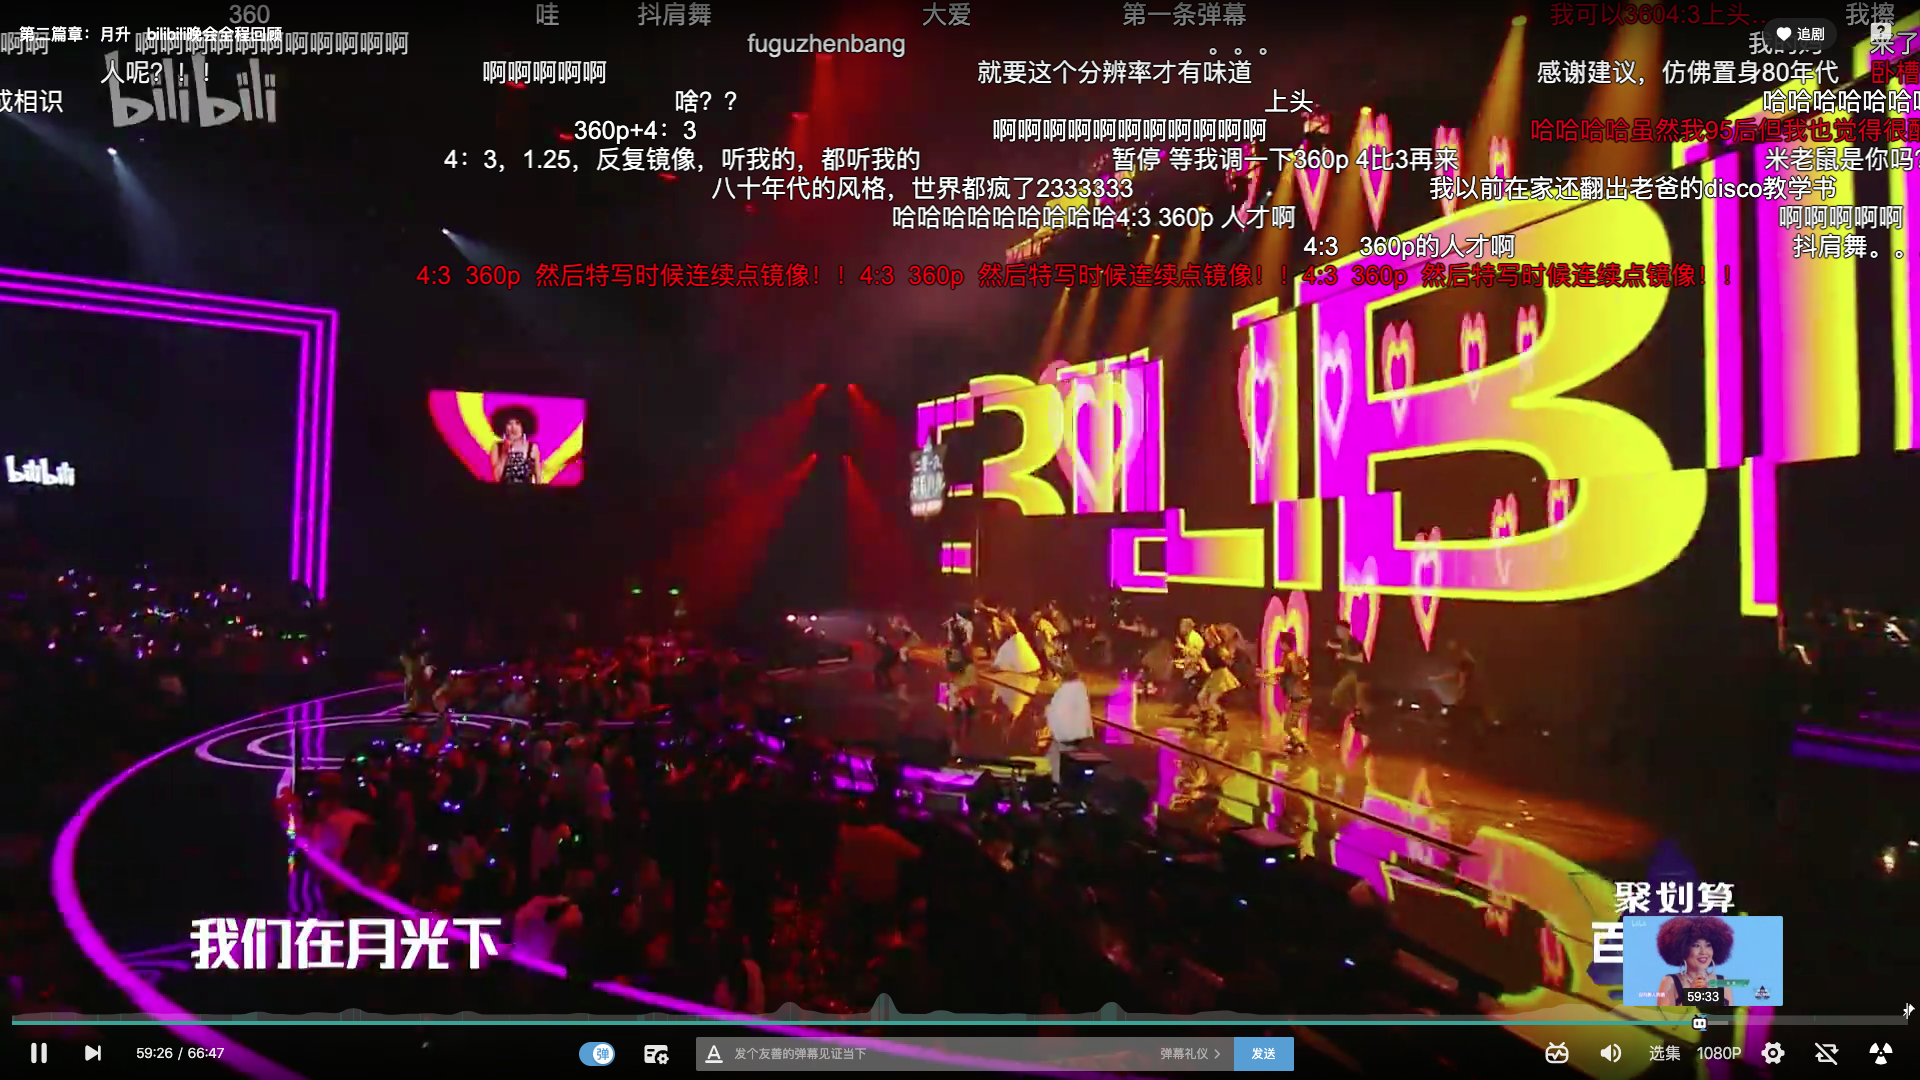 360
哇
抖肩舞
大爱
第一条弹幕
我可以3604:3上头...
我擦
第二篇章：月升 bilibili晚会全程回顾
啊啊
啊啊啊啊啊啊啊啊啊啊啊
fuguzhenbang
。。。
追剧
来了
bilibili
人呢？！！
啊啊啊啊啊
就要这个分辨率才有味道
感谢建议，仿佛置身80年代
卧槽
成相识
啥？？
上头
哈哈哈哈哈哈
360p+4：3
啊啊啊啊啊啊啊啊啊啊啊
哈哈哈哈虽然我95后但我也觉得很
4：3，1.25，反复镜像，听我的，都听我的
暂停 等我调一下360p 4比3再来
米老鼠是你吗?
八十年代的风格，世界都疯了2333333
我以前在家还翻出老爸的disco教学书
哈哈哈哈哈哈哈哈哈4:3 360p 人才啊
啊啊啊啊啊
4:3 360p的人才啊
抖肩舞。。
4:3 360p 然后特写时候连续点镜像！！4:3 360p 然后特写时候连续点镜像！！4:3 360p 然后特写时候连续点镜像！！
BILIBI
bilibili
聚划算
百
我们在月光下
59:33
59:26 / 66:47
弹
发个友善的弹幕见证当下
弹幕礼仪
发送
选集
1080P